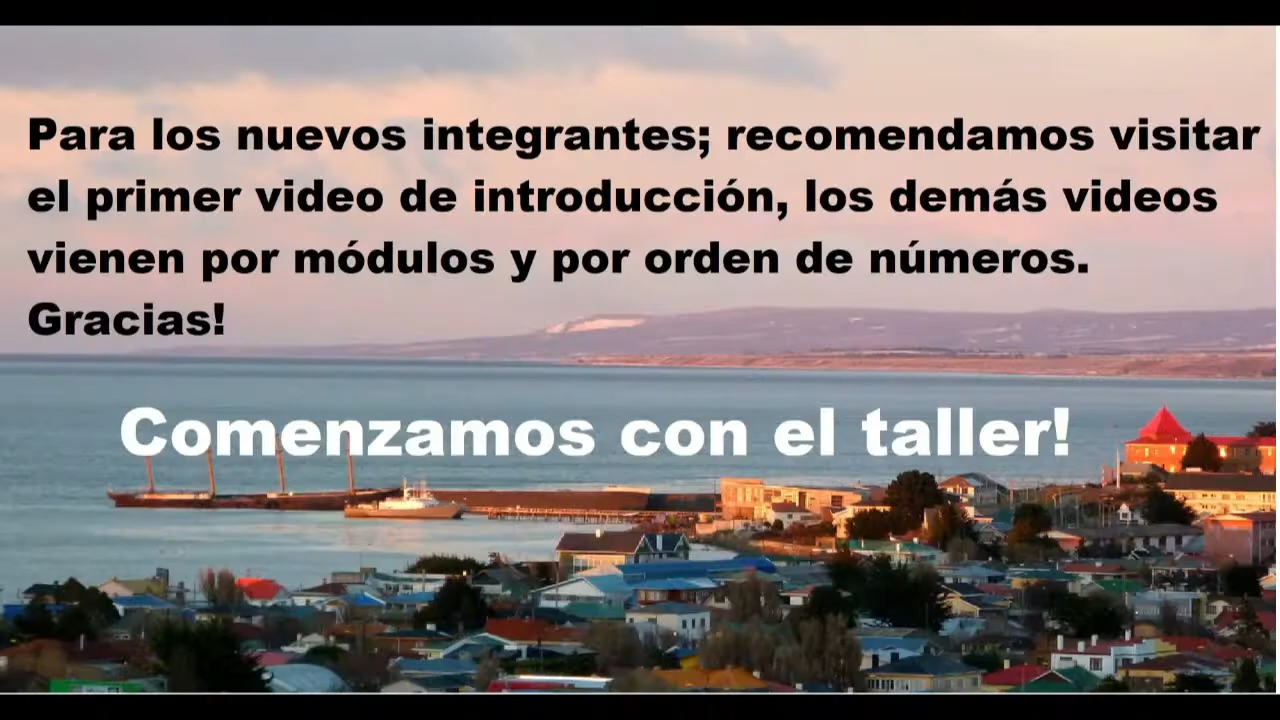 Para los nuevos integrantes; recomendamos visitar
el primer video de introducción, los demás videos
vienen por módulos y por orden de números.
Gracias!
Comenzamos con el taller!